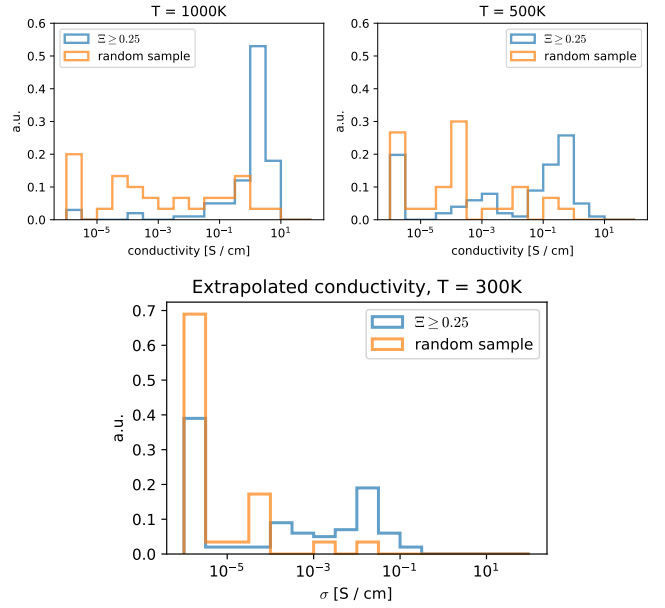 T = 1000K
0.6
0.5
0.4
0.3
0.2
0.1
0.0
a.u.
Ξ ≥ 0.25
random sample
10⁻⁵ 10⁻³ 10⁻¹ 10¹
conductivity [S / cm]
T = 500K
0.6
0.5
0.4
0.3
0.2
0.1
0.0
a.u.
Ξ ≥ 0.25
random sample
10⁻⁵ 10⁻³ 10⁻¹ 10¹
conductivity [S / cm]
Extrapolated conductivity, T = 300K
0.7
0.6
0.5
0.4
0.3
0.2
0.1
0.0
a.u.
Ξ ≥ 0.25
random sample
10⁻⁵ 10⁻³ 10⁻¹ 10¹
σ [S / cm]